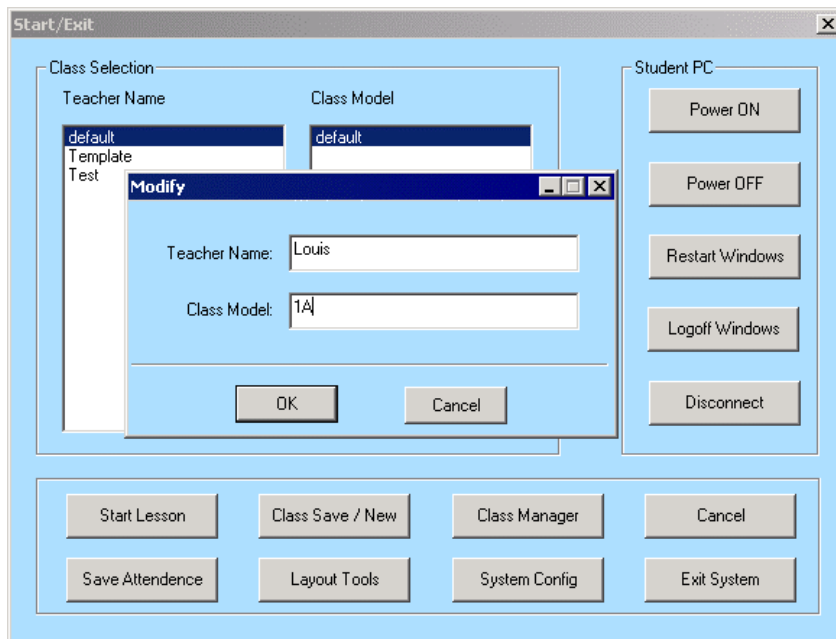 Start/Exit
Class Selection
Teacher Name
Class Model
default
Template
Test
default
Modify
Teacher Name:
Louis
Class Model:
1A
OK
Cancel
Student PC
Power ON
Power OFF
Restart Windows
Logoff Windows
Disconnect
Start Lesson
Class Save / New
Class Manager
Cancel
Save Attendence
Layout Tools
System Config
Exit System